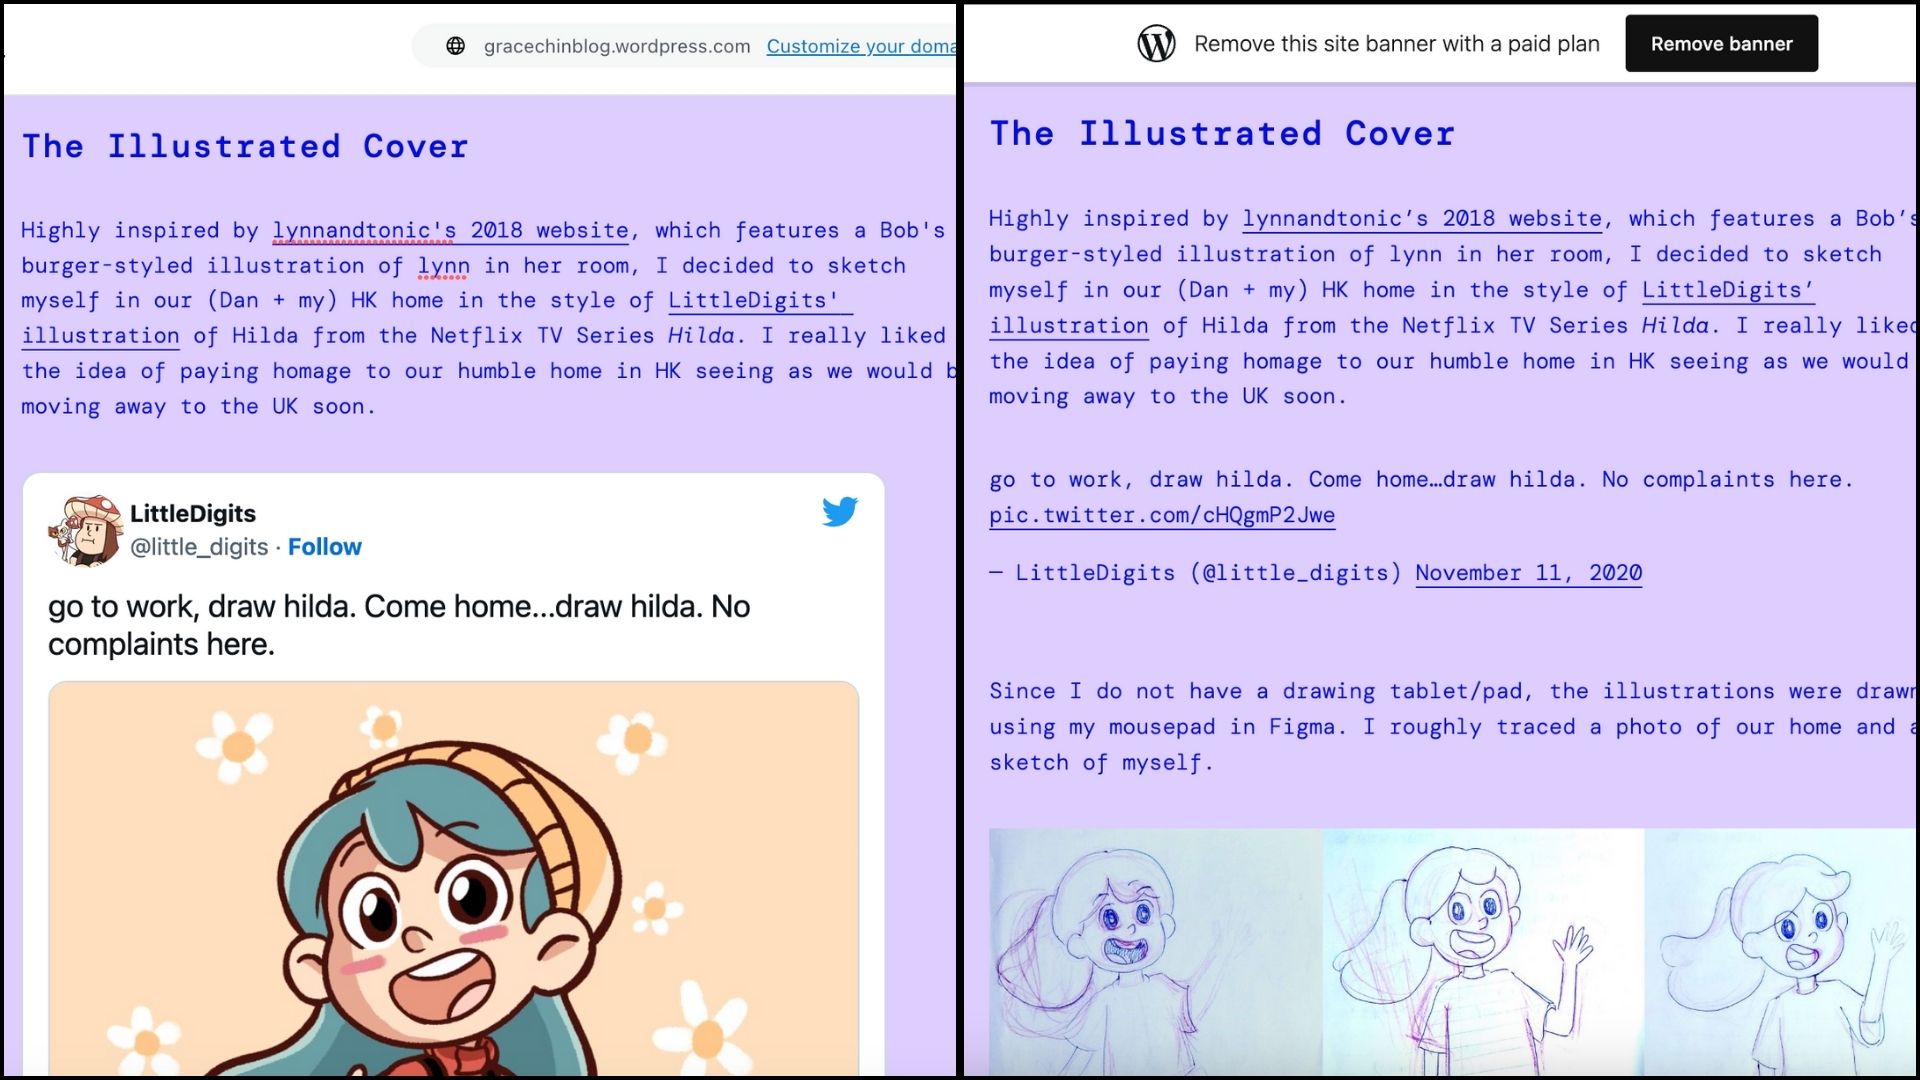 gracechinblog.wordpress.com Customize your doma
The Illustrated Cover
Highly inspired by lynnandtonic's 2018 website, which features a Bob's
burger-styled illustration of lynn in her room, I decided to sketch
myself in our (Dan + my) HK home in the style of LittleDigits'
illustration of Hilda from the Netflix TV Series Hilda. I really liked
the idea of paying homage to our humble home in HK seeing as we would b
moving away to the UK soon.
LittleDigits
@little_digits · Follow
go to work, draw hilda. Come home...draw hilda. No
complaints here.
Remove this site banner with a paid plan Remove banner
The Illustrated Cover
Highly inspired by lynnandtonic’s 2018 website, which features a Bob’s
burger-styled illustration of lynn in her room, I decided to sketch
myself in our (Dan + my) HK home in the style of LittleDigits’
illustration of Hilda from the Netflix TV Series Hilda. I really liked
the idea of paying homage to our humble home in HK seeing as we would
moving away to the UK soon.
go to work, draw hilda. Come home…draw hilda. No complaints here.
pic.twitter.com/cHQgmP2Jwe
— LittleDigits (@little_digits) November 11, 2020
Since I do not have a drawing tablet/pad, the illustrations were drawn
using my mousepad in Figma. I roughly traced a photo of our home and a
sketch of myself.